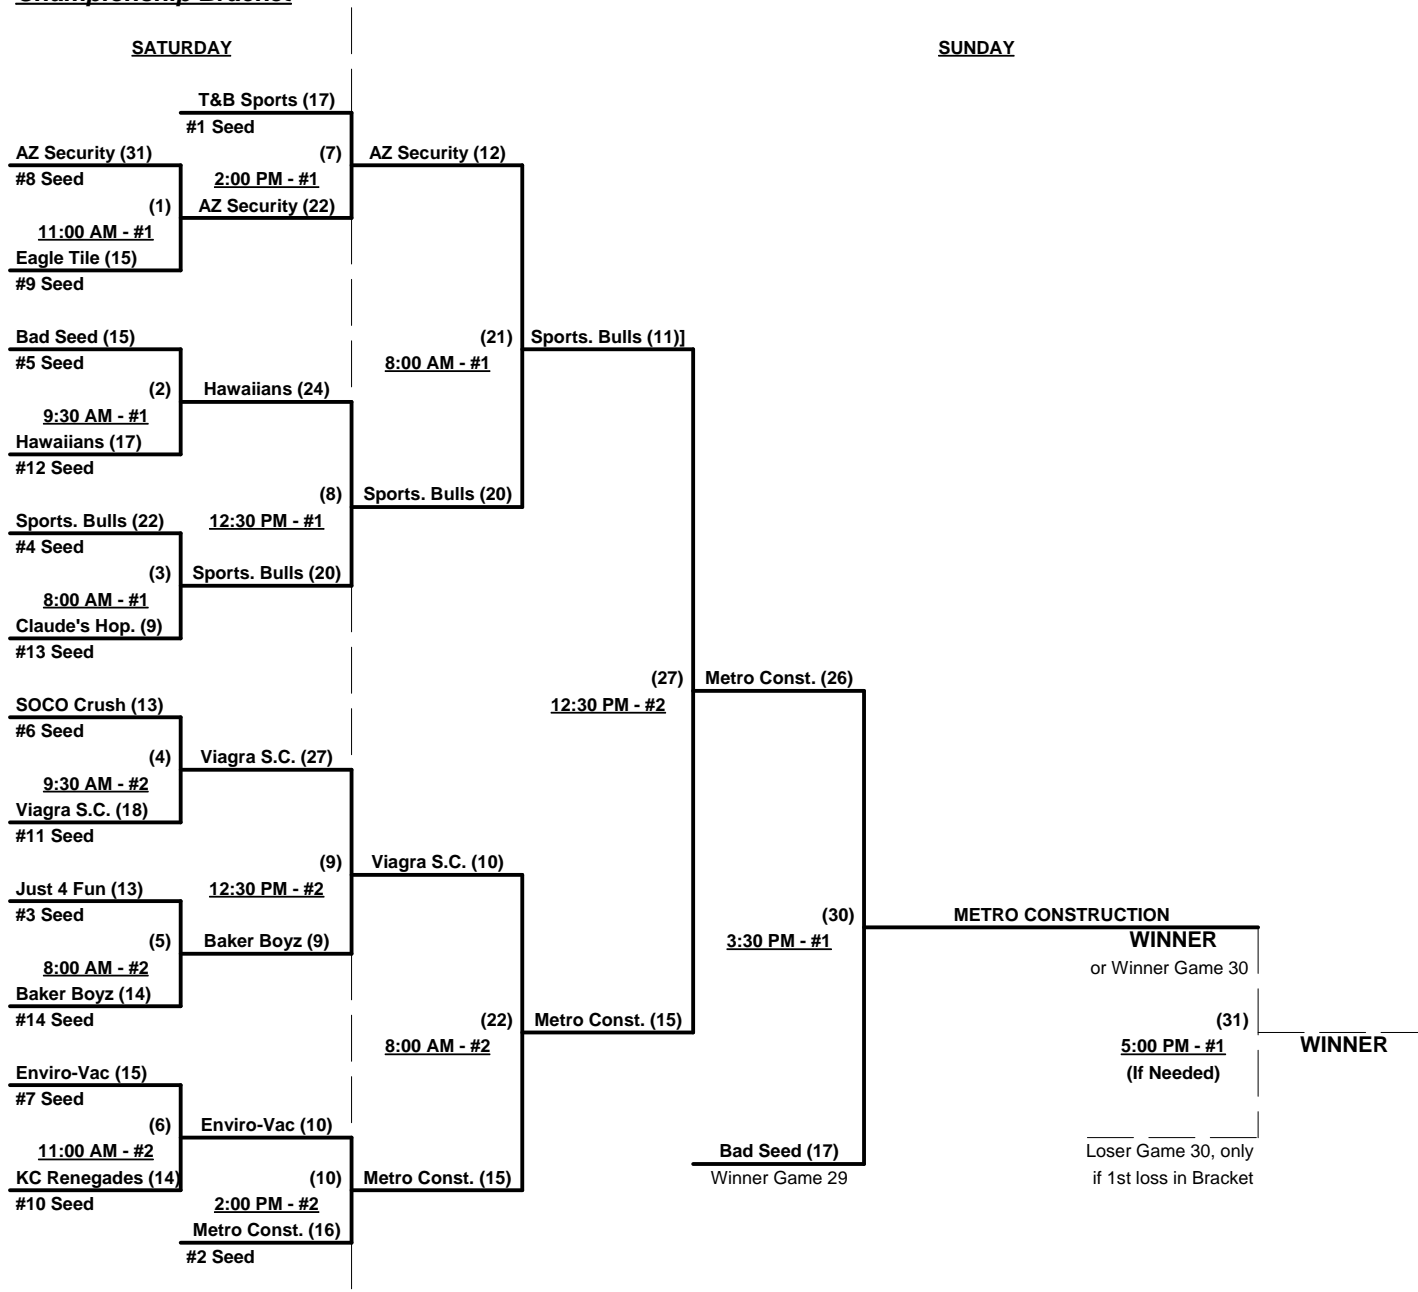 Championship Bracket
SATURDAY
SUNDAY
T&B Sports (17)
#1 Seed
AZ Security (31)
(7)
AZ Security (12)
#8 Seed
2:00 PM - #1
(1)
AZ Security (22)
11:00 AM - #1
Eagle Tile (15)
#9 Seed
Bad Seed (15)
(21)
Sports. Bulls (11)]
#5 Seed
8:00 AM - #1
(2)
Hawaiians (24)
9:30 AM - #1
Hawaiians (17)
#12 Seed
(8)
Sports. Bulls (20)
Sports. Bulls (22)
12:30 PM - #1
#4 Seed
(3)
Sports. Bulls (20)
8:00 AM - #1
Claude's Hop. (9)
#13 Seed
(27)
Metro Const. (26)
SOCO Crush (13)
12:30 PM - #2
#6 Seed
(4)
Viagra S.C. (27)
9:30 AM - #2
Viagra S.C. (18)
#11 Seed
(9)
Viagra S.C. (10)
Just 4 Fun (13)
12:30 PM - #2
#3 Seed
(30)
METRO CONSTRUCTION
(5)
Baker Boyz (9)
3:30 PM - #1
WINNER
8:00 AM - #2
or Winner Game 30
Baker Boyz (14)
#14 Seed
(22)
Metro Const. (15)
(31)
8:00 AM - #2
5:00 PM - #1
WINNER
Enviro-Vac (15)
(If Needed)
#7 Seed
(6)
Enviro-Vac (10)
11:00 AM - #2
Bad Seed (17)
Loser Game 30, only
KC Renegades (14)
(10)
Metro Const. (15)
Winner Game 29
if 1st loss in Bracket
#10 Seed
2:00 PM - #2
Metro Const. (16)
#2 Seed